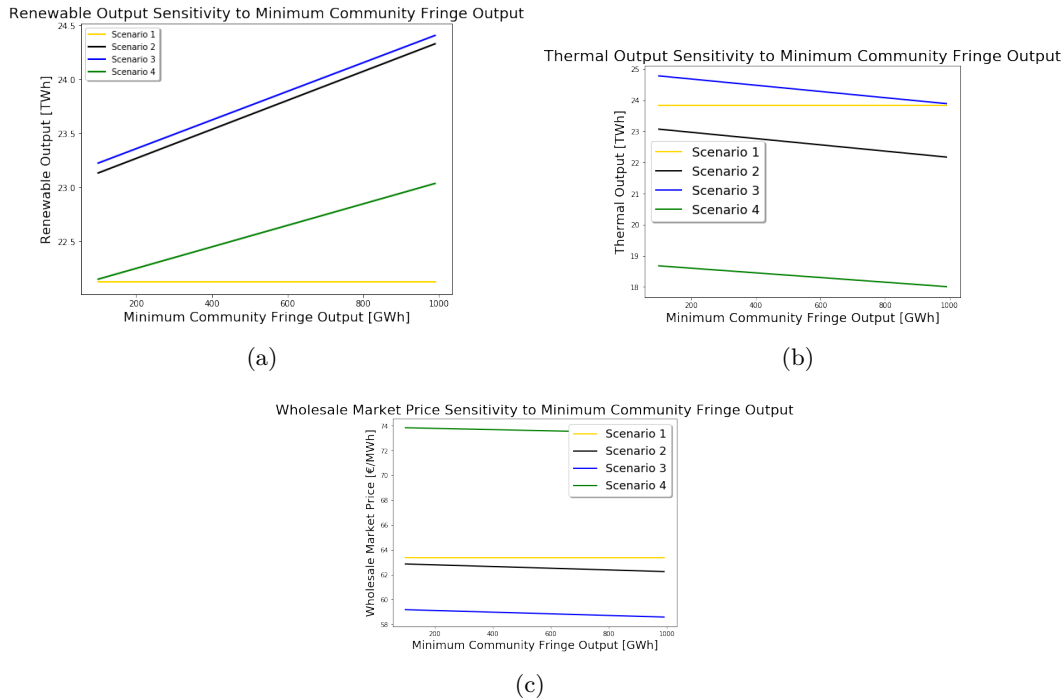 Renewable Output Sensitivity to Minimum Community Fringe Output
24.5
24.0
23.5
23.0
22.5
Renewable Output [TWh]
Scenario 1
Scenario 2
Scenario 3
Scenario 4
200 400 600 800 1000
Minimum Community Fringe Output [GWh]
(a)
Thermal Output Sensitivity to Minimum Community Fringe Output
25
24
23
22
21
20
19
18
Thermal Output [TWh]
Scenario 1
Scenario 2
Scenario 3
Scenario 4
200 400 600 800 1000
Minimum Community Fringe Output [GWh]
(b)
Wholesale Market Price Sensitivity to Minimum Community Fringe Output
74
72
70
68
66
64
62
60
58
Wholesale Market Price [€/MWh]
Scenario 1
Scenario 2
Scenario 3
Scenario 4
200 400 600 800 1000
Minimum Community Fringe Output [GWh]
(c)